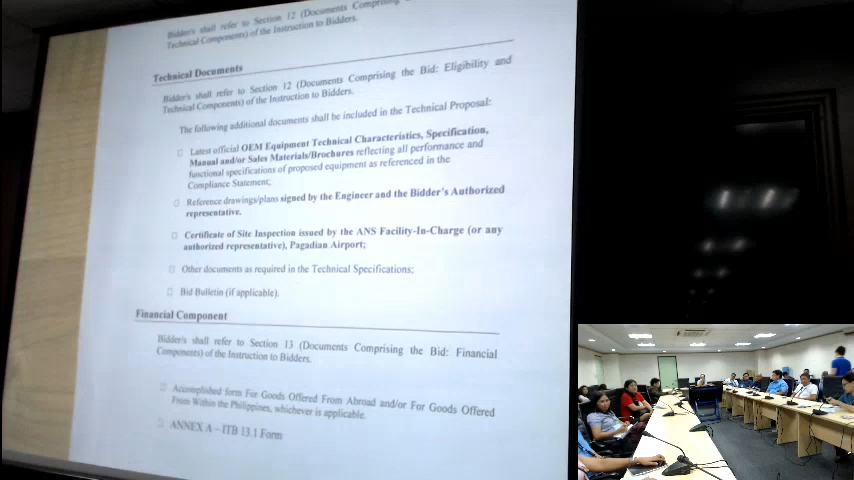 Bidder's shall refer to Section 12 (Documents Comprising
Technical Components) of the Instruction to Bidders.
Technical Documents
Bidder's shall refer to Section 12 (Documents Comprising the Bid: Eligibility and
Technical Components) of the Instruction to Bidders.
The following additional documents shall be included in the Technical Proposal:
Latest official OEM Equipment Technical Characteristics, Specification,
Manual and/or Sales Materials/Brochures reflecting all performance and
functional specifications of proposed equipment as referenced in the
Compliance Statement;
Reference drawings/plans signed by the Engineer and the Bidder's Authorized
representative.
Certificate of Site Inspection issued by the ANS Facility-In-Charge (or any
authorized representative), Pagadian Airport;
Other documents as required in the Technical Specifications;
Bid Bulletin (if applicable).
Financial Component
Bidder's shall refer to Section 13 (Documents Comprising the Bid: Financial
Components) of the Instruction to Bidders.
Accomplished form For Goods Offered From Abroad and/or For Goods Offered
From Within the Philippines, whichever is applicable.
ANNEX A – ITB 13.1 Form